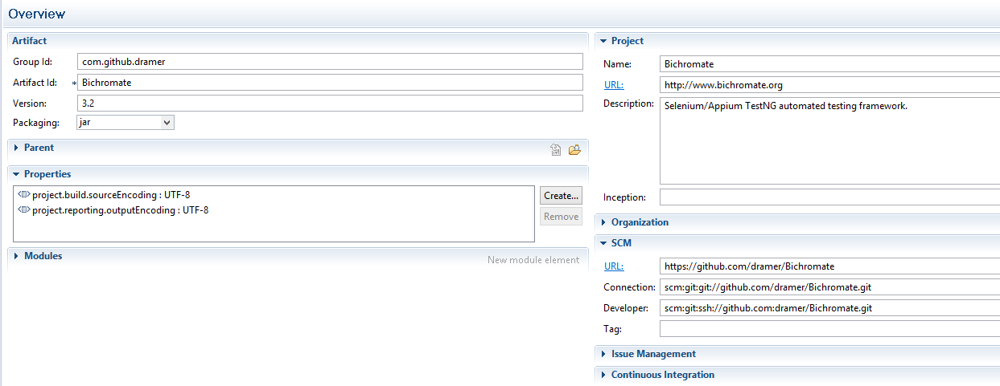 Overview
Artifact
Group Id: com.github.dramer
Artifact Id: * Bichromate
Version: 3.2
Packaging: jar
Parent
Properties
project.build.sourceEncoding : UTF-8
project.reporting.outputEncoding : UTF-8
Create...
Remove
Modules
New module element
Project
Name: Bichromate
URL: http://www.bichromate.org
Description: Selenium/Appium TestNG automated testing framework.
Inception:
Organization
SCM
URL: https://github.com/dramer/Bichromate
Connection: scm:git:git://github.com/dramer/Bichromate.git
Developer: scm:git:ssh://github.com:dramer/Bichromate.git
Tag:
Issue Management
Continuous Integration